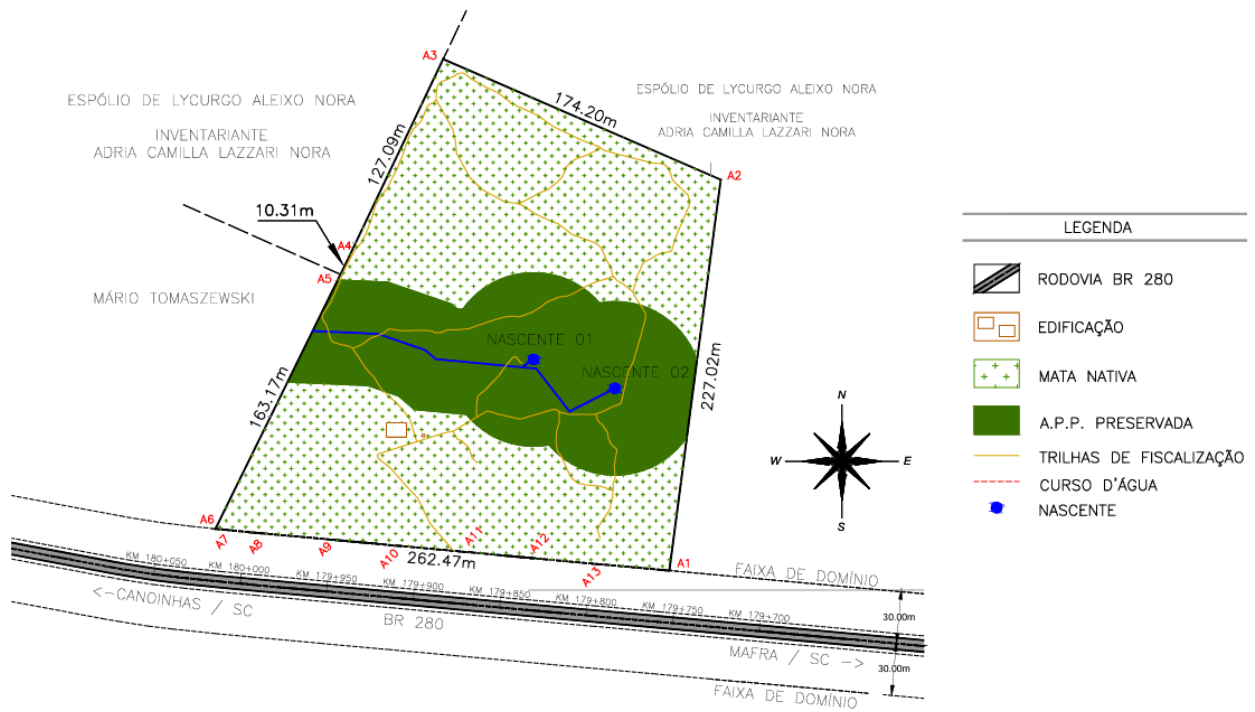 A3
ESPÓLIO DE LYCURGO ALEIXO NORA
INVENTARIANTE
ADRIA CAMILLA LAZZARI NORA
174.20m
ESPÓLIO DE LYCURGO ALEIXO NORA
INVENTARIANTE
ADRIA CAMILLA LAZZARI NORA
127.09m
A2
10.31m
A4
A5
MÁRIO TOMASZEWSKI
NASCENTE 01
NASCENTE 02
163.17m
227.02m
A6
A7
A8
A9
A10
A11
A12
A13
A1
262.47m
FAIXA DE DOMÍNIO
KM 180+050
KM 180+000
KM 179+950
KM 179+900
KM 179+850
KM 179+800
KM 179+750
KM 179+700
<-CANOINHAS / SC
BR 280
MAFRA / SC ->
30.00m
30.00m
FAIXA DE DOMÍNIO
N
W
E
S
LEGENDA
RODOVIA BR 280
EDIFICAÇÃO
MATA NATIVA
A.P.P. PRESERVADA
TRILHAS DE FISCALIZAÇÃO
CURSO D'ÁGUA
NASCENTE